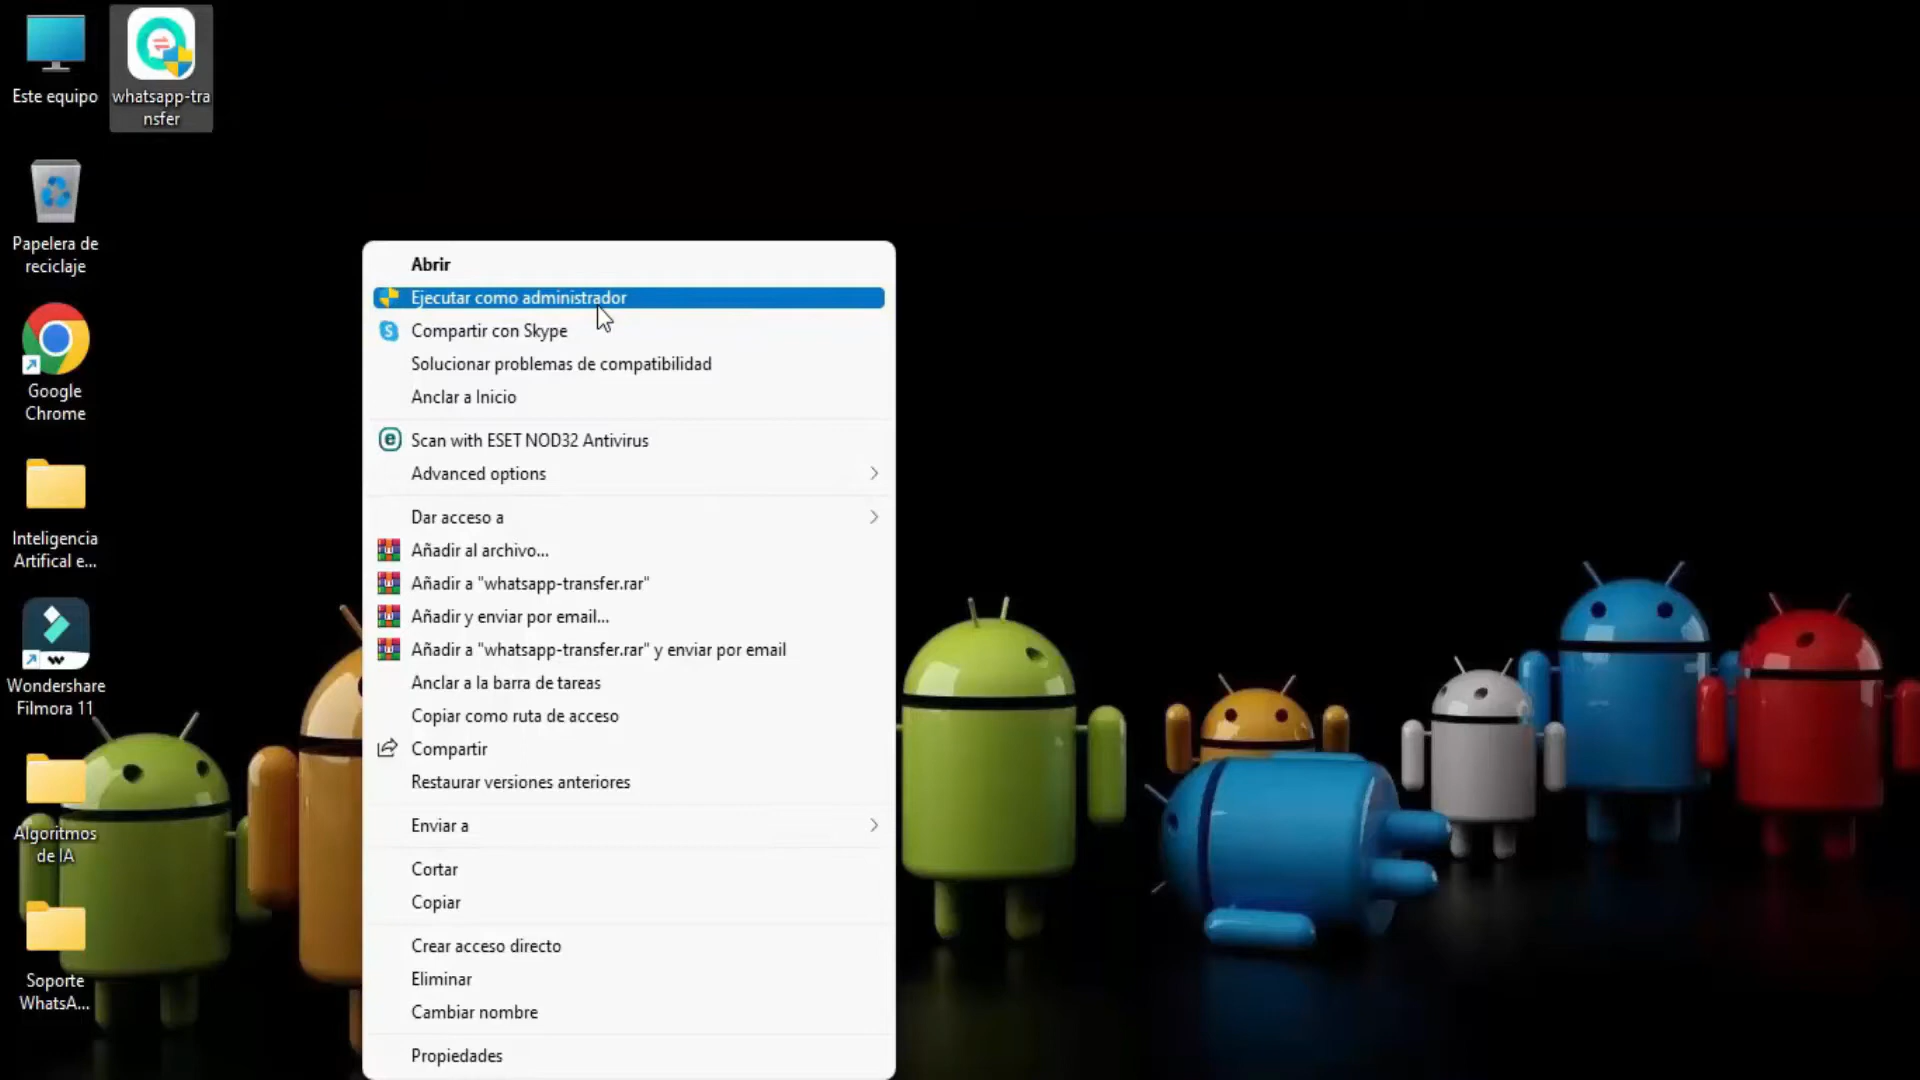 Este equipo
whatsapp-tra
nsfer
Papelera de
reciclaje
Google
Chrome
Inteligencia
Artifical e...
Wondershare
Filmora 11
Algoritmos
de IA
Soporte
WhatsA...
Abrir
Ejecutar como administrador
Compartir con Skype
Solucionar problemas de compatibilidad
Anclar a Inicio
Scan with ESET NOD32 Antivirus
Advanced options
Dar acceso a
Añadir al archivo...
Añadir a "whatsapp-transfer.rar"
Añadir y enviar por email...
Añadir a "whatsapp-transfer.rar" y enviar por email
Anclar a la barra de tareas
Copiar como ruta de acceso
Compartir
Restaurar versiones anteriores
Enviar a
Cortar
Copiar
Crear acceso directo
Eliminar
Cambiar nombre
Propiedades